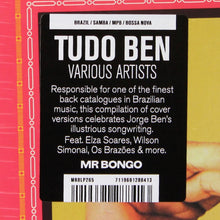 BRAZIL / SAMBA / MPB / BOSSA NOVA
TUDO BEN
VARIOUS ARTISTS
Responsible for one of the finest
back catalogues in Brazilian
music, this compilation of cover
versions celebrates Jorge Ben's
illustrious songwriting.
Feat. Elza Soares, Wilson
Simonal, Os Brazões & more.
MR BONGO
MRBLP265
7119691288413